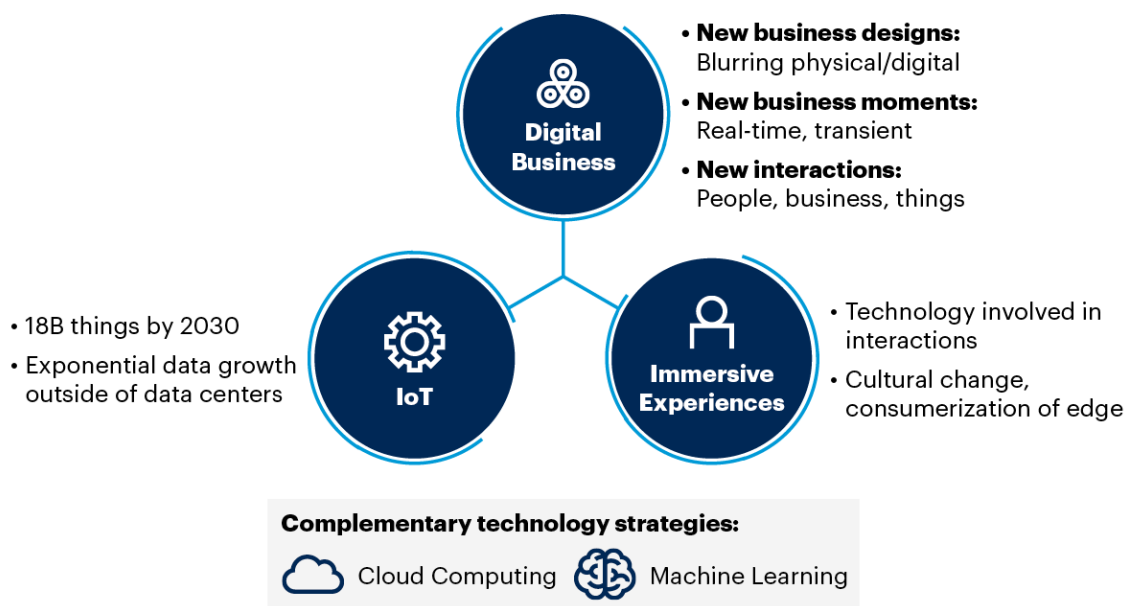 Digital
Business
• New business designs:
Blurring physical/digital
• New business moments:
Real-time, transient
• New interactions:
People, business, things
• 18B things by 2030
• Exponential data growth
outside of data centers
IoT
Immersive
Experiences
• Technology involved in
interactions
• Cultural change,
consumerization of edge
Complementary technology strategies:
Cloud Computing
Machine Learning